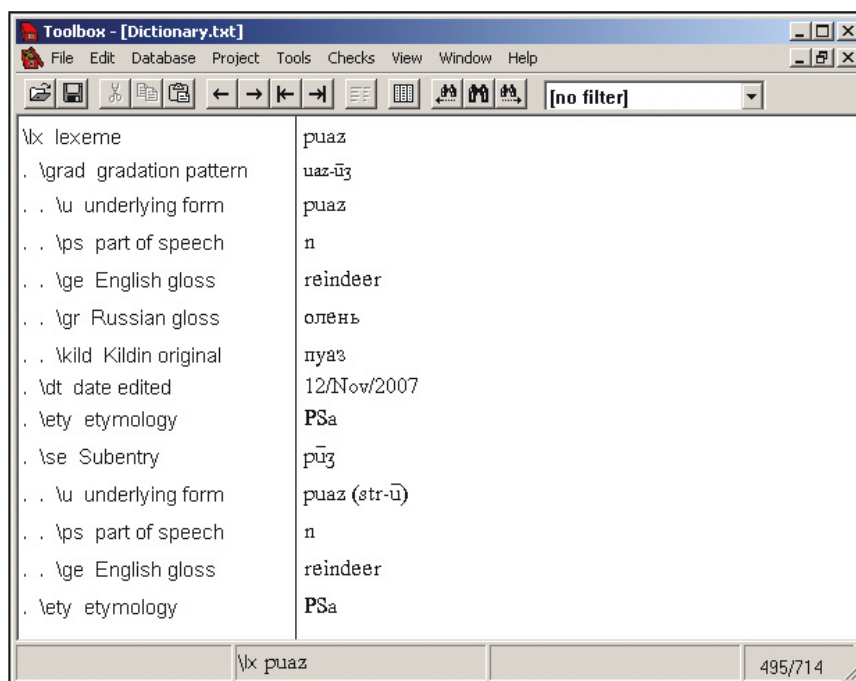 Toolbox - [Dictionary.txt]
File Edit Database Project Tools Checks View Window Help
[no filter]
\lx lexeme puaz
. \grad gradation pattern uaz-ūʒ
. . \u underlying form puaz
. . \ps part of speech n
. . \ge English gloss reindeer
. . \gr Russian gloss олень
. . \kild Kildin original пуаз
. \dt date edited 12/Nov/2007
. \ety etymology PSa
. \se Subentry pūʒ
. . \u underlying form puaz (str-ū)
. . \ps part of speech n
. . \ge English gloss reindeer
. \ety etymology PSa
\lx puaz 495/714